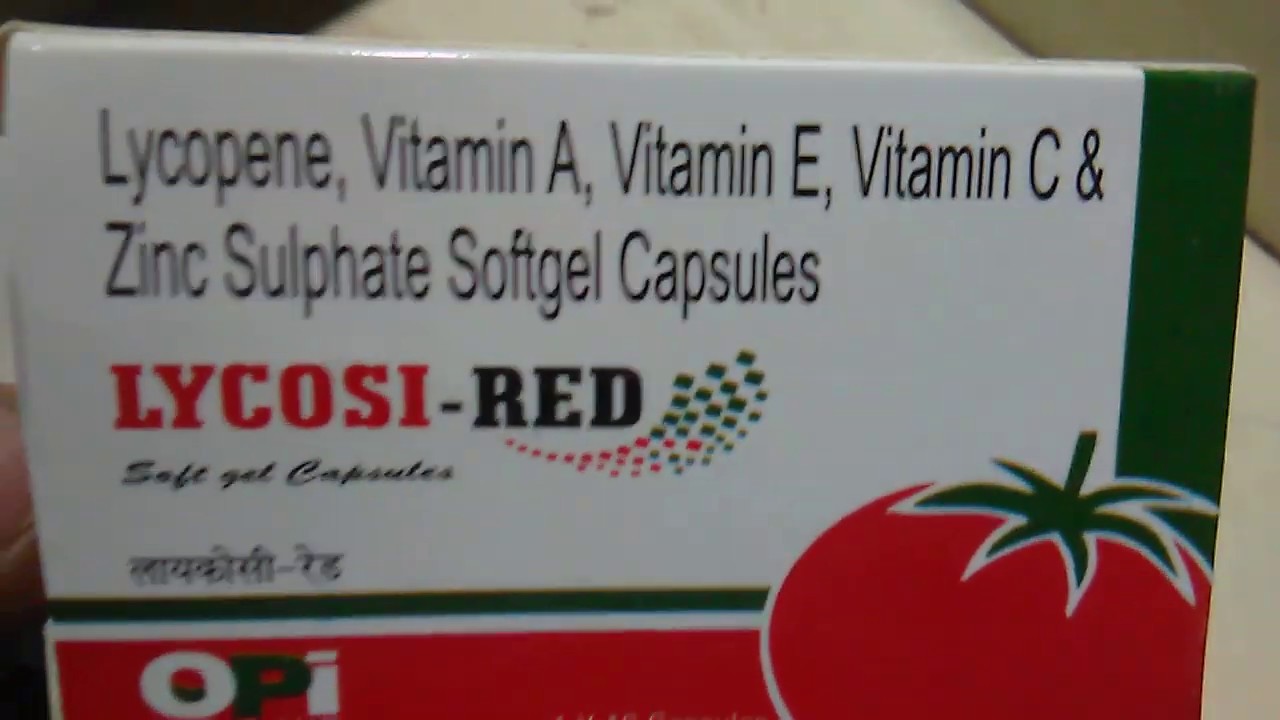 Lycopene, Vitamin A, Vitamin E, Vitamin C &
Zinc Sulphate Softgel Capsules
LYCOSI-RED
Soft gel Capsules
लायकोसी-रेड
OPi